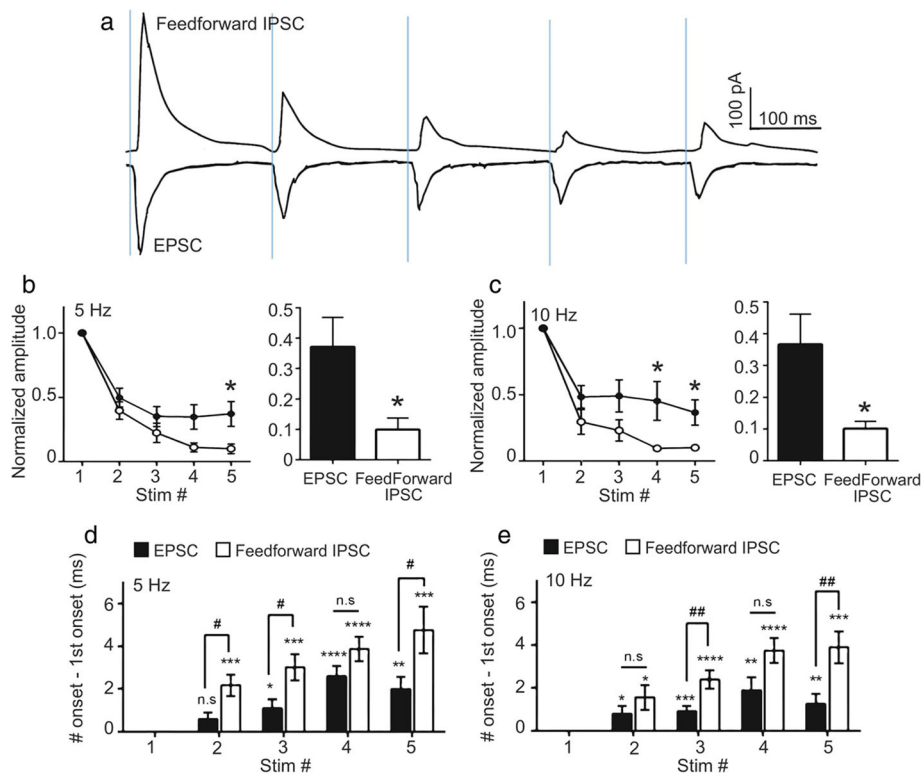 a
Feedforward IPSC
100 pA
100 ms
EPSC
b
5 Hz
Normalized amplitude
1.0
0.5
*
1 2 3 4 5
Stim #
0.5
0.4
0.3
0.2
0.1
0
*
EPSC FeedForward
IPSC
c
10 Hz
Normalized amplitude
1.0
0.5
* *
1 2 3 4 5
Stim #
0.5
0.4
0.3
0.2
0.1
0
*
EPSC FeedForward
IPSC
d
EPSC Feedforward IPSC
5 Hz
# onset - 1st onset (ms)
6
4
2
0
n.s # ***
* # ***
**** n.s ****
** # ***
1 2 3 4 5
Stim #
e
EPSC Feedforward IPSC
10 Hz
# onset - 1st onset (ms)
6
4
2
0
* n.s *
*** ## ****
** n.s ****
** ## ***
1 2 3 4 5
Stim #